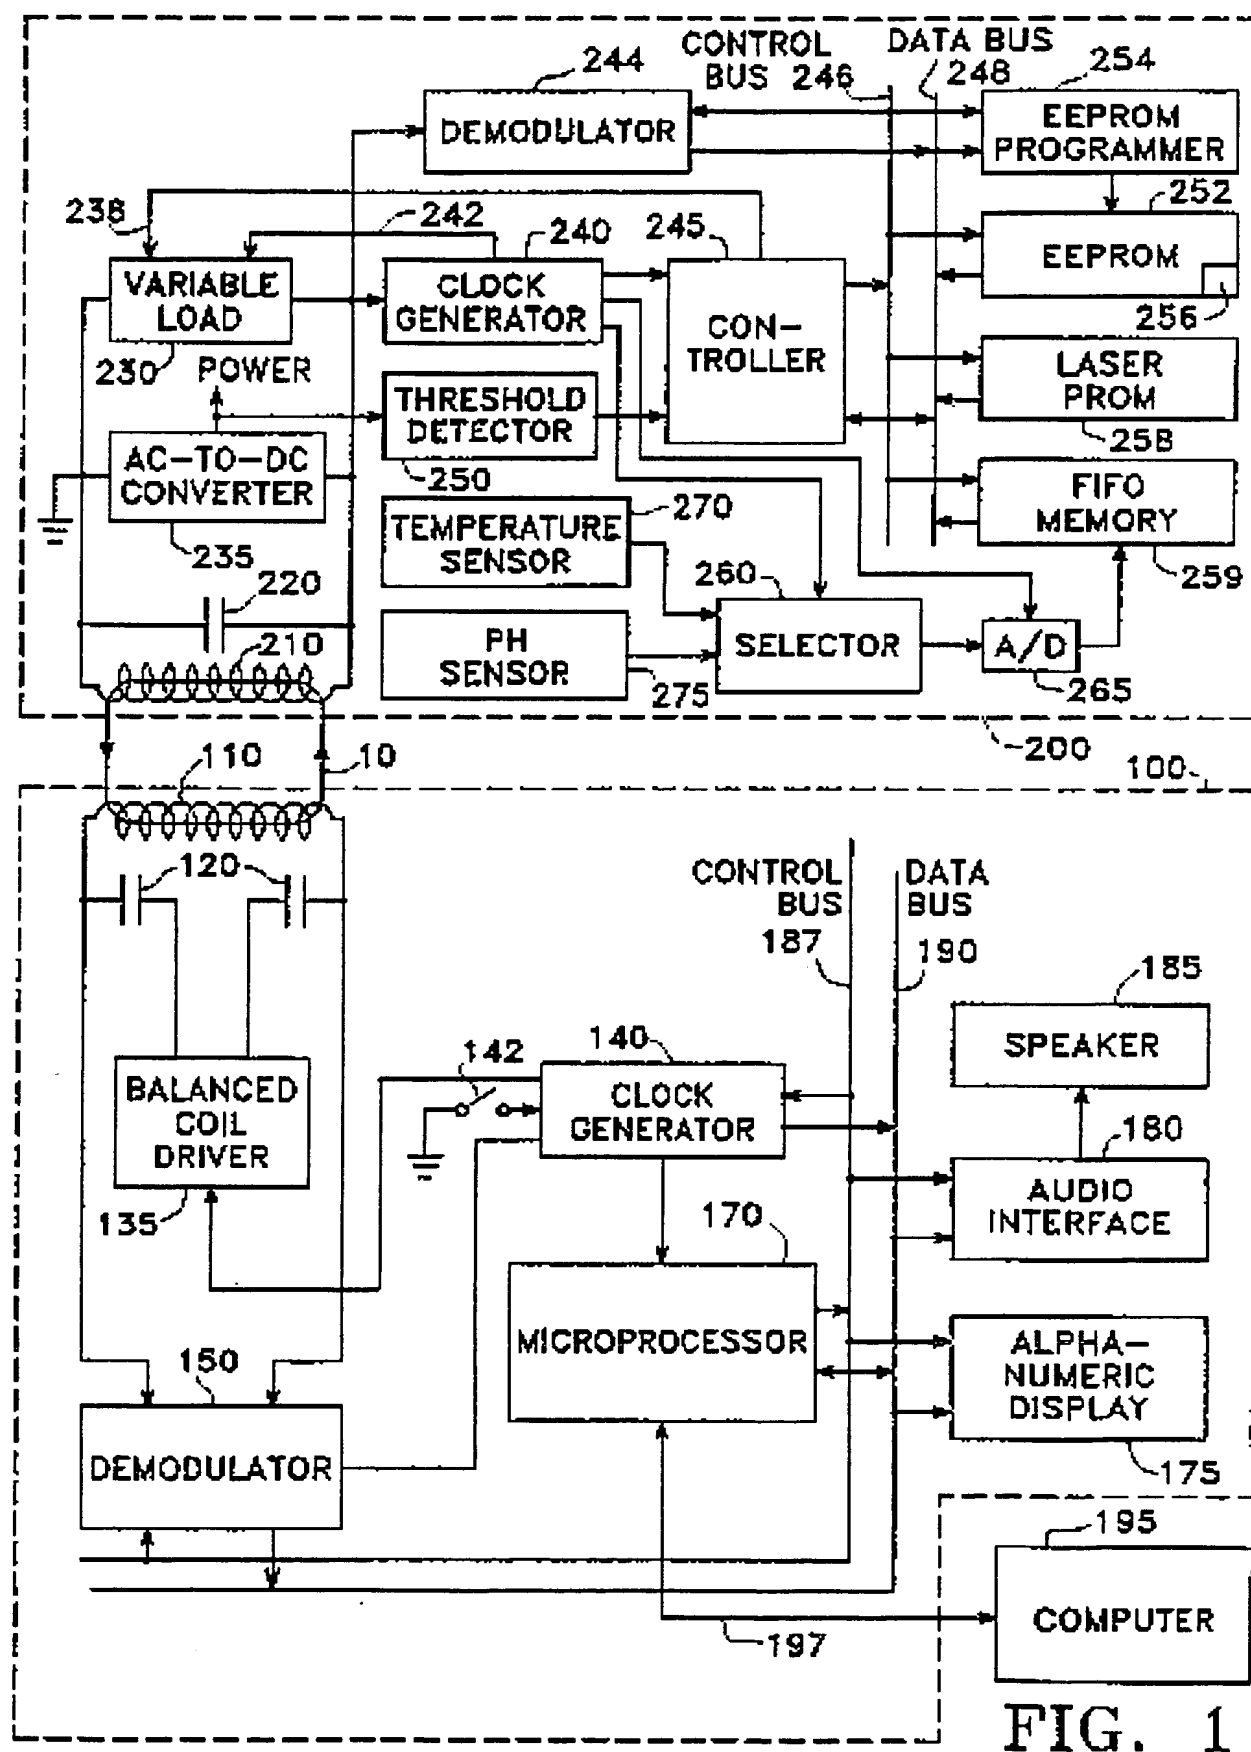 CONTROL
BUS 246
DATA BUS
248
244
254
DEMODULATOR
EEPROM
PROGRAMMER
238
242
240
245
252
VARIABLE
LOAD
CLOCK
GENERATOR
CON-
TROLLER
EEPROM
256
230
POWER
THRESHOLD
DETECTOR
LASER
PROM
258
AC-TO-DC
CONVERTER
250
270
FIFO
MEMORY
235
TEMPERATURE
SENSOR
259
220
260
210
PH
SENSOR
SELECTOR
A/D
275
265
200
110
10
100
120
CONTROL
BUS
DATA
BUS
187
190
185
SPEAKER
142
140
BALANCED
COIL
DRIVER
CLOCK
GENERATOR
180
135
AUDIO
INTERFACE
170
MICROPROCESSOR
ALPHA-
NUMERIC
DISPLAY
150
DEMODULATOR
175
195
COMPUTER
197
FIG. 1